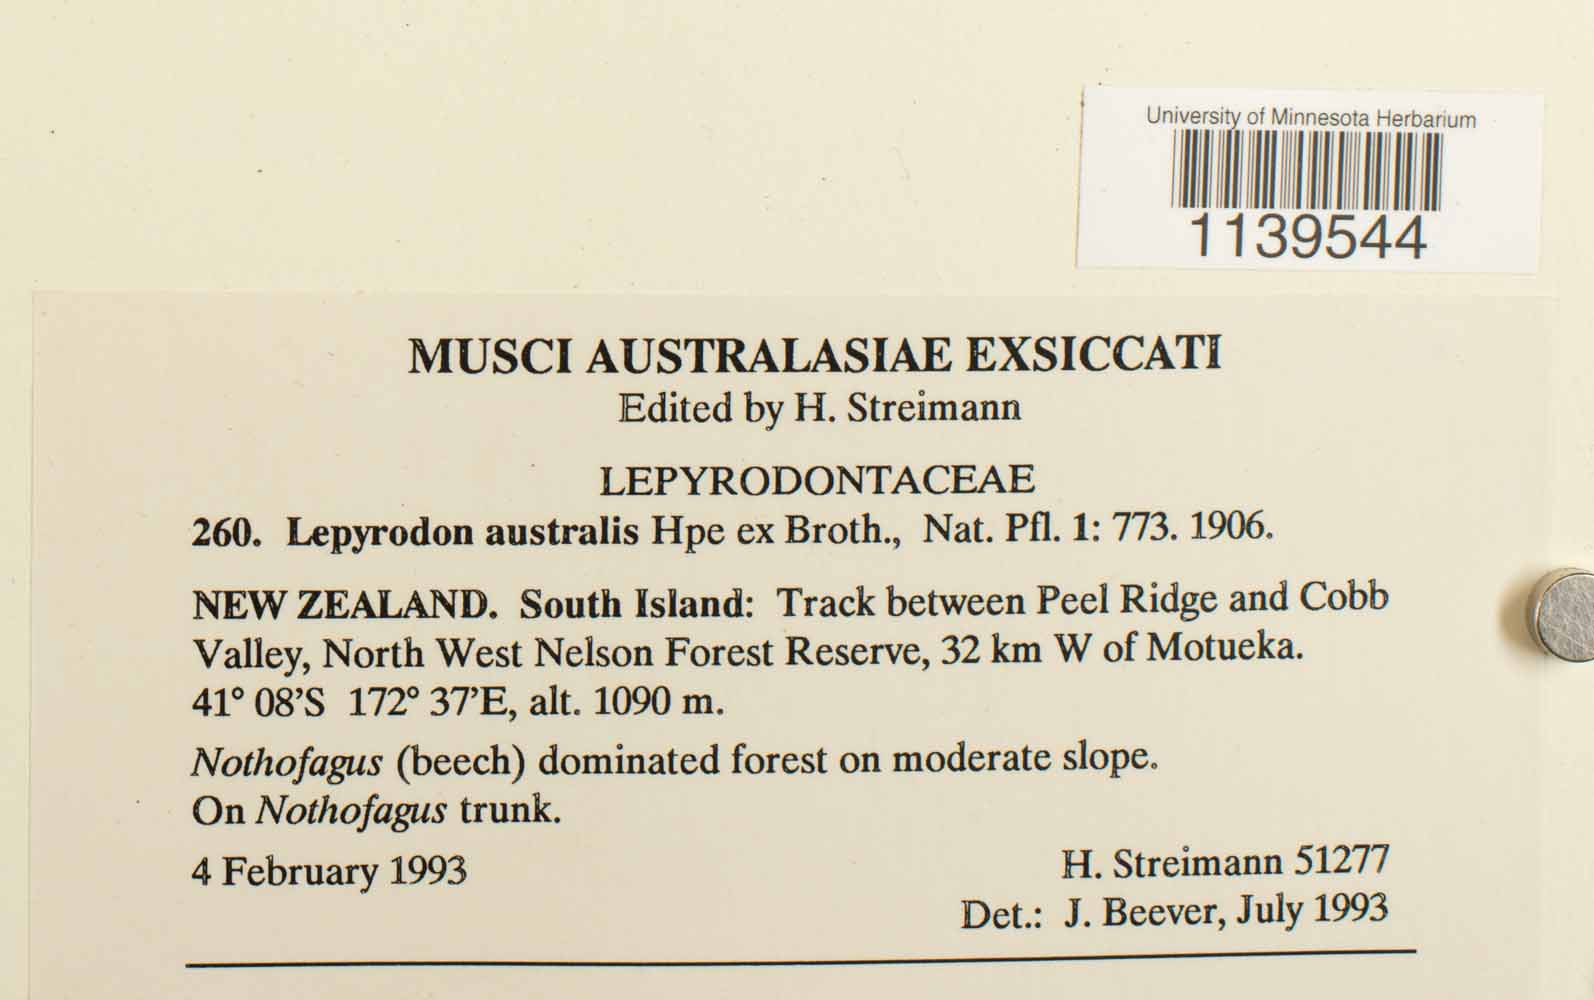 University of Minnesota Herbarium
1139544
MUSCI AUSTRALASIAE EXSICCATI
Edited by H. Streimann
LEPYRODONTACEAE
260. Lepyrodon australis Hpe ex Broth., Nat. Pfl. 1: 773. 1906.
NEW ZEALAND. South Island: Track between Peel Ridge and Cobb
Valley, North West Nelson Forest Reserve, 32 km W of Motueka.
41° 08’S 172° 37’E, alt. 1090 m.
Nothofagus (beech) dominated forest on moderate slope.
On Nothofagus trunk.
4 February 1993
H. Streimann 51277
Det.: J. Beever, July 1993